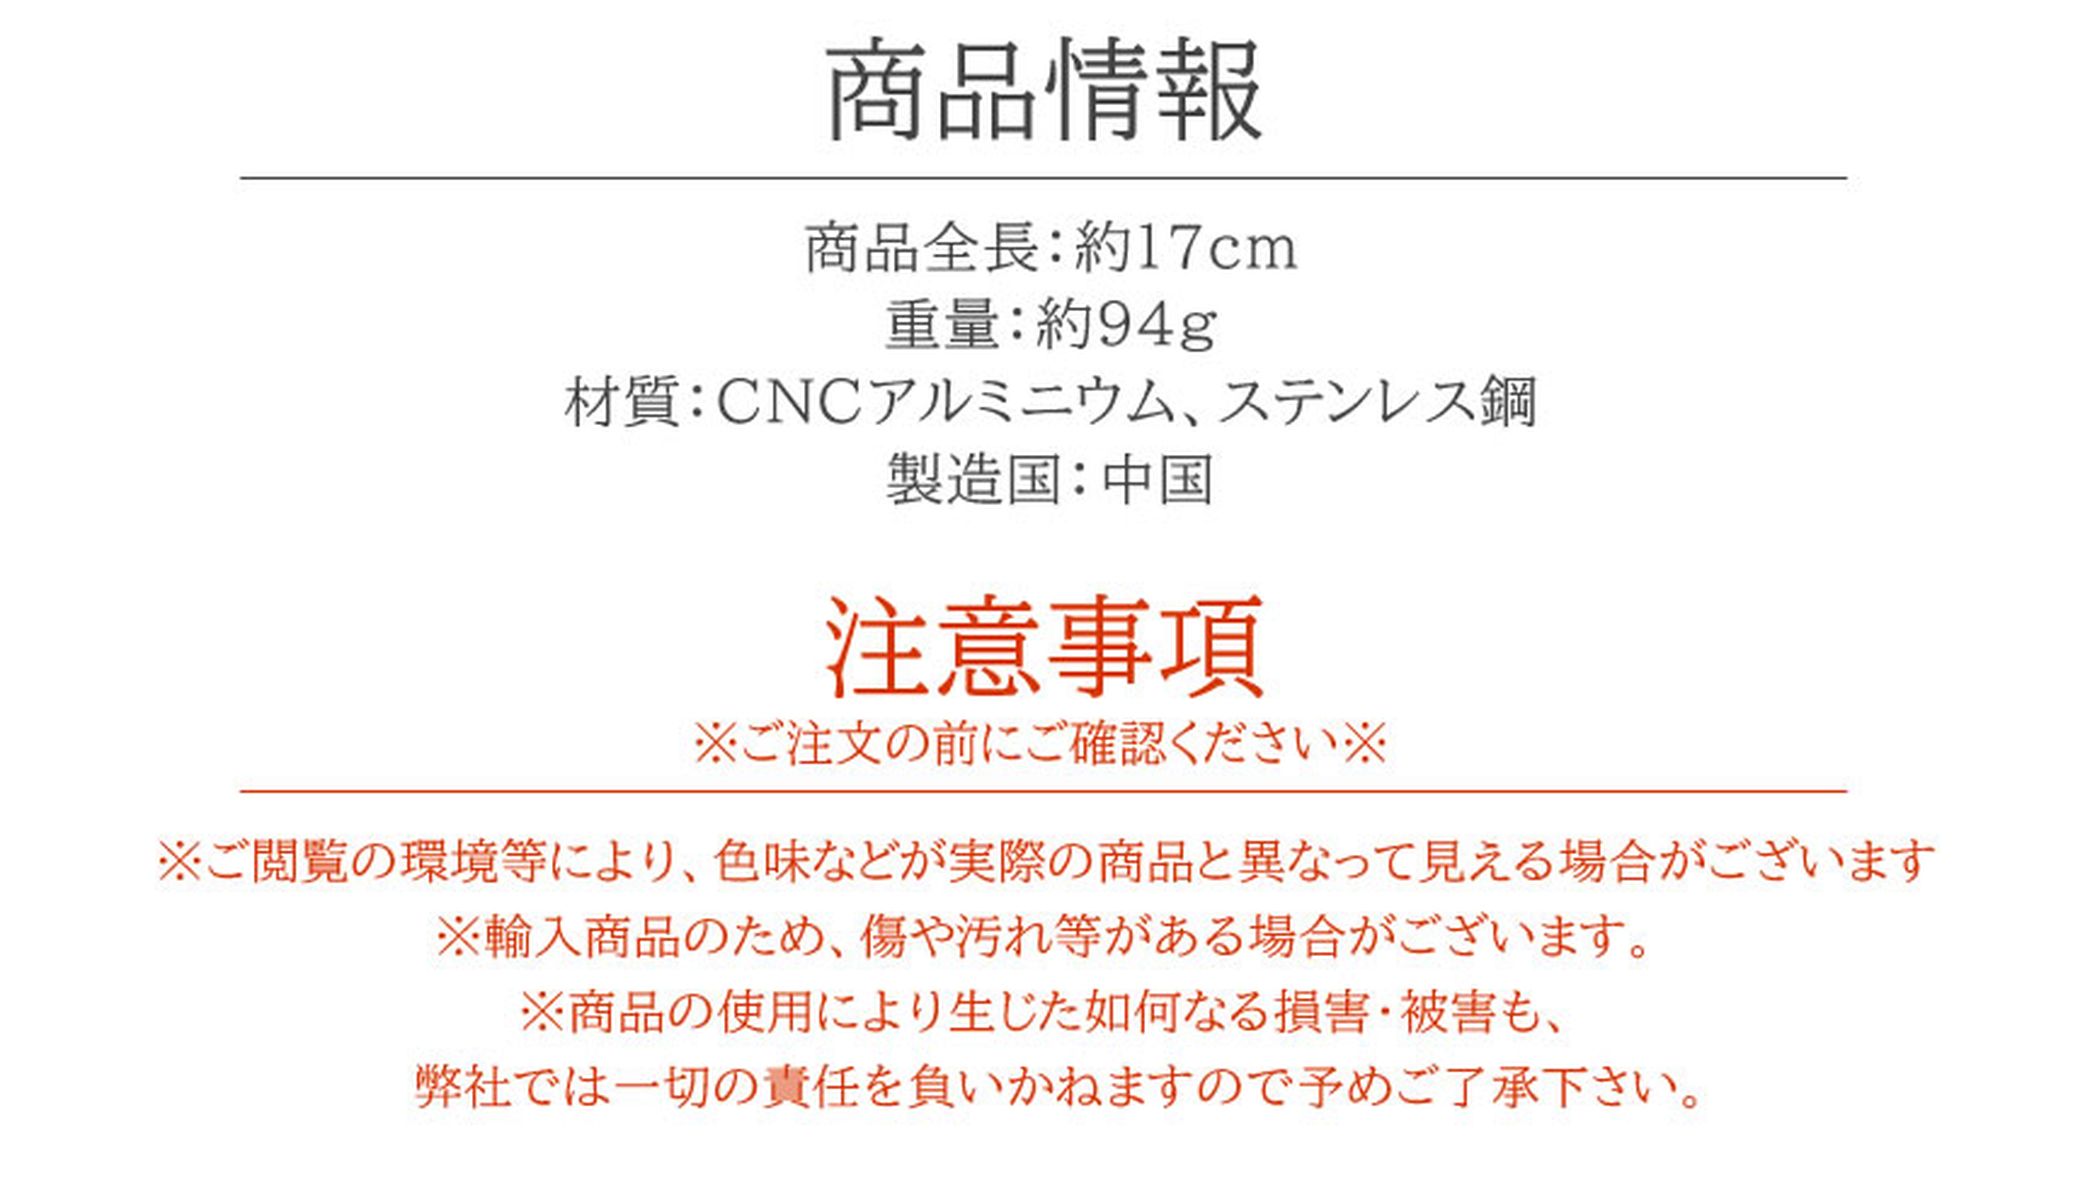 商品情報
商品全長：約17cm
重量：約94g
材質：CNCアルミニウム、ステンレス鋼
製造国：中国
注意事項
※ご注文の前にご確認ください※
※ご閲覧の環境等により、色味などが実際の商品と異なって見える場合がございます
※輸入商品のため、傷や汚れ等がある場合がございます。
※商品の使用により生じた如何なる損害・被害も、
弊社では一切の責任を負いかねますので予めご了承下さい。